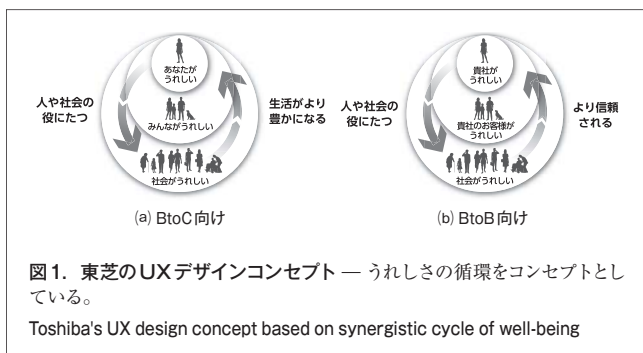 あなたが
うれしい
みんながうれしい
社会がうれしい
人や社会の
役にたつ
生活がより
豊かになる
(a) BtoC向け
貴社が
うれしい
貴社のお客様が
うれしい
社会がうれしい
人や社会の
役にたつ
より信頼
される
(b) BtoB向け
図1．東芝のUXデザインコンセプト — うれしさの循環をコンセプトとし
ている。
Toshiba's UX design concept based on synergistic cycle of well-being